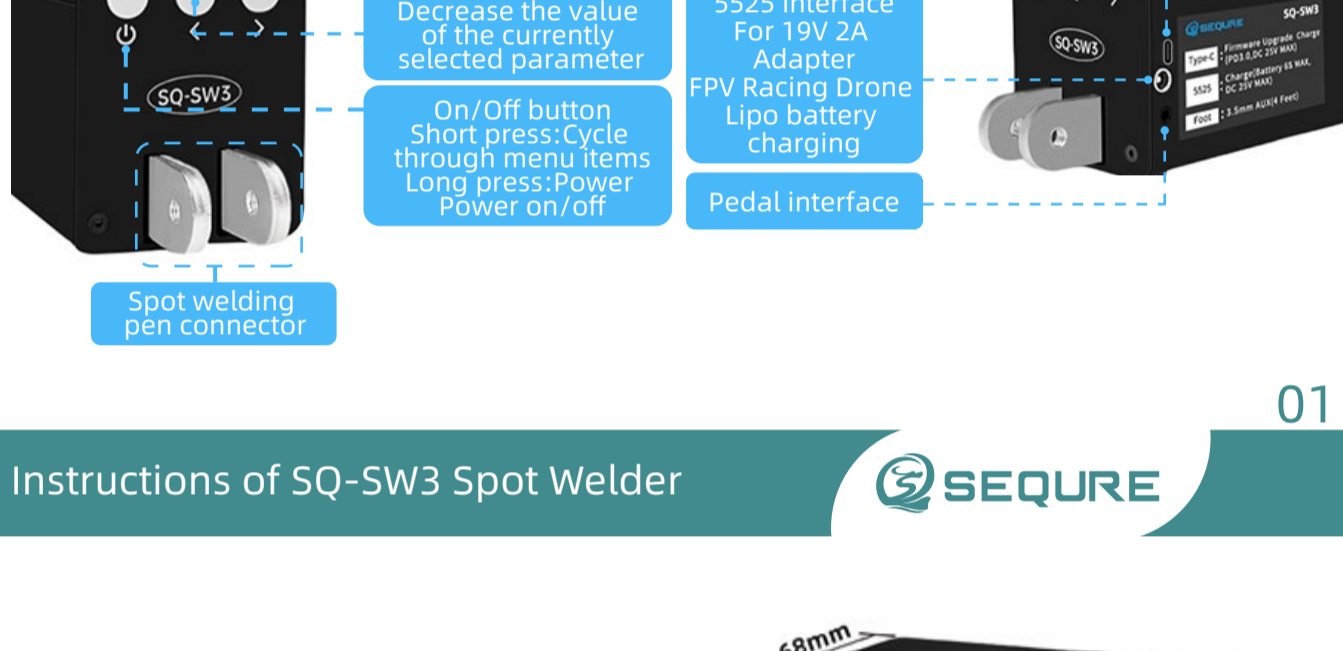 Decrease the value
of the currently
selected parameter
SQ-SW3
On/Off button
Short press:Cycle
through menu items
Long press:Power
Power on/off
Spot welding
pen connector
5525 interface
For 19V 2A
Adapter
FPV Racing Drone
Lipo battery
charging
Pedal interface
SQ-SW3
SEQURE
SQ-SW3
Type-C : Firmware Upgrade Charge
(PD3.0,DC 25V MAX)
5525 : Charge(Battery 6S MAX,
DC 25V MAX)
Foot : 3.5mm AUX(4 Feet)
01
Instructions of SQ-SW3 Spot Welder
SEQURE
68mm